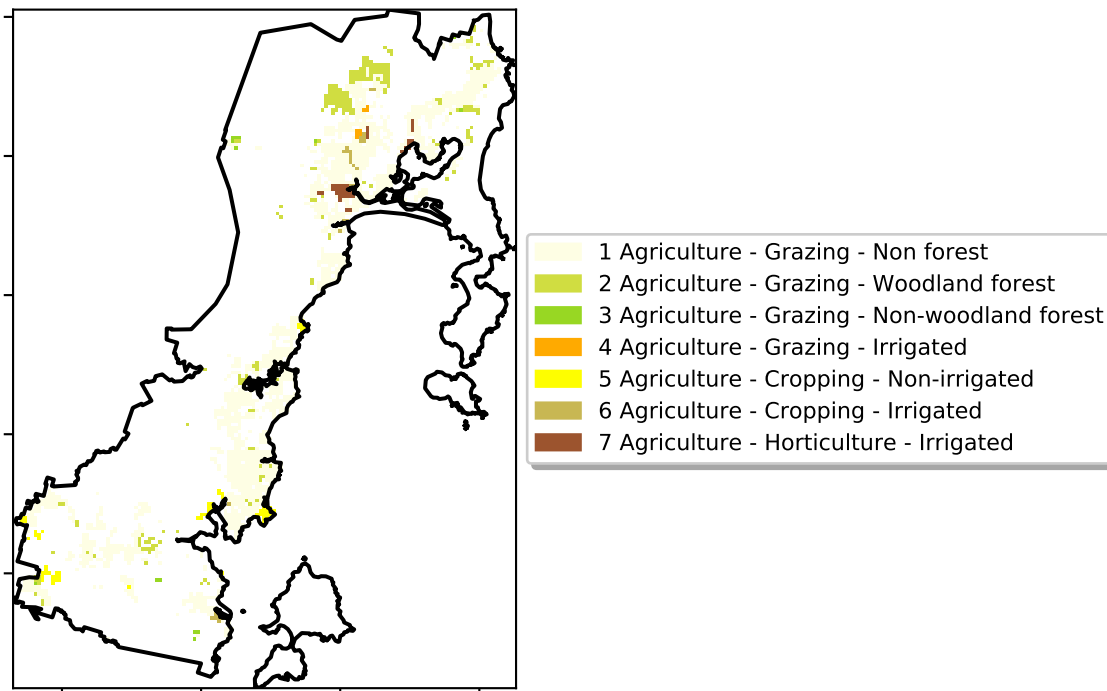 1 Agriculture - Grazing - Non forest
2 Agriculture - Grazing - Woodland forest
3 Agriculture - Grazing - Non-woodland forest
4 Agriculture - Grazing - Irrigated
5 Agriculture - Cropping - Non-irrigated
6 Agriculture - Cropping - Irrigated
7 Agriculture - Horticulture - Irrigated